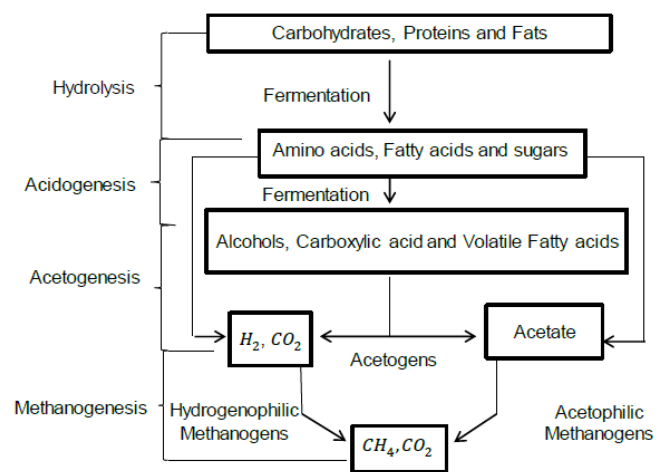 Carbohydrates, Proteins and Fats
Hydrolysis
Fermentation
Amino acids, Fatty acids and sugars
Acidogenesis
Fermentation
Alcohols, Carboxylic acid and Volatile Fatty acids
Acetogenesis
H₂, CO₂
Acetate
Acetogens
Methanogenesis
Hydrogenophilic
Methanogens
Acetophilic
Methanogens
CH₄,CO₂